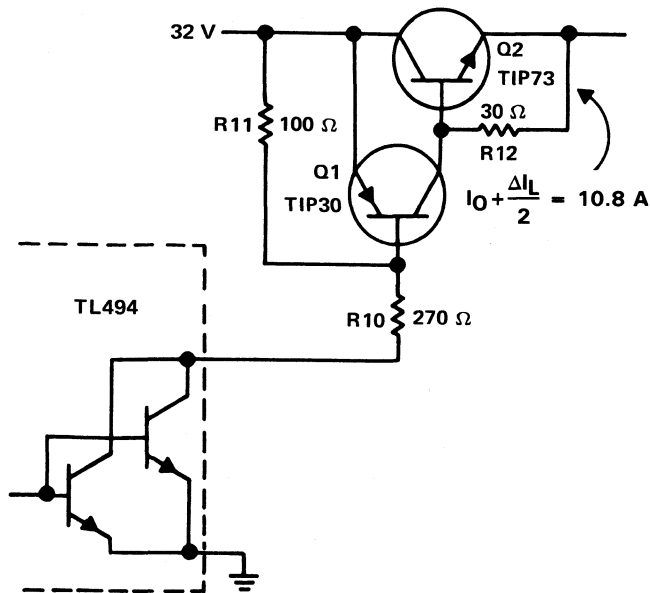 32 V
Q2
TIP73
R11 100 Ω
30 Ω
R12
Q1
TIP30
I_O + ΔI_L/2 = 10.8 A
TL494
R10 270 Ω